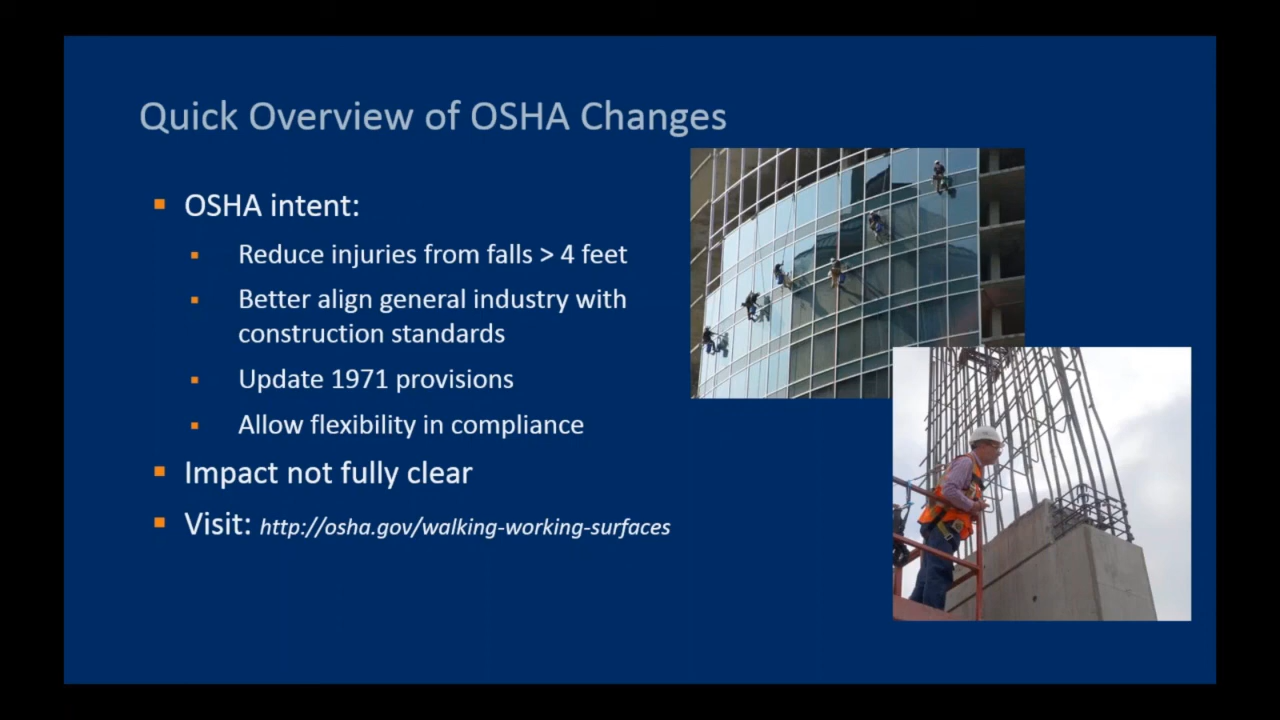 Quick Overview of OSHA Changes
OSHA intent:
Reduce injuries from falls > 4 feet
Better align general industry with
construction standards
Update 1971 provisions
Allow flexibility in compliance
Impact not fully clear
Visit: http://osha.gov/walking-working-surfaces